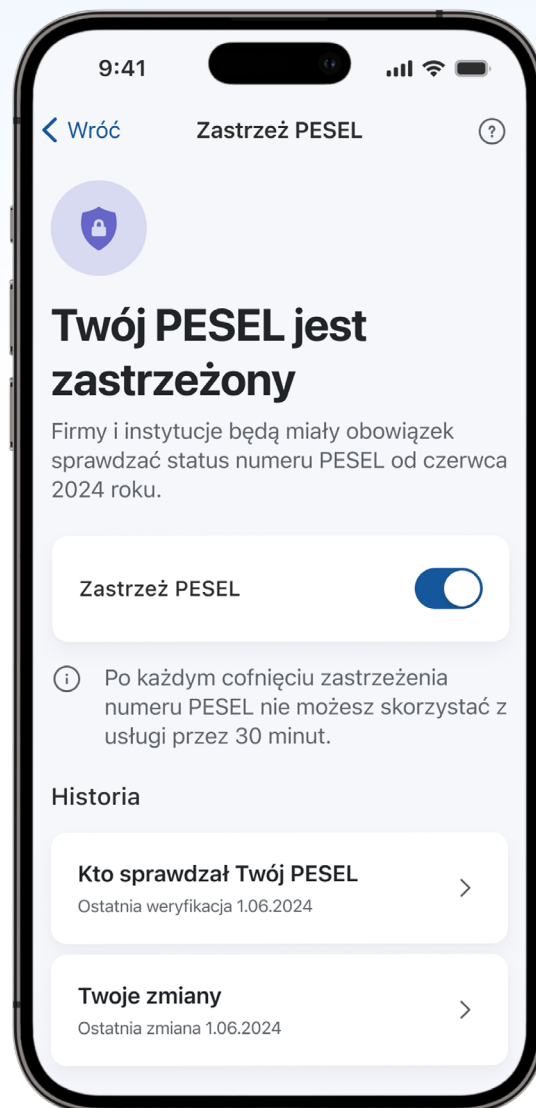 9:41
Wróć
Zastrzeż PESEL
?
Twój PESEL jest
zastrzeżony
Firmy i instytucje będą miały obowiązek
sprawdzać status numeru PESEL od czerwca
2024 roku.
Zastrzeż PESEL
Po każdym cofnięciu zastrzeżenia
numeru PESEL nie możesz skorzystać z
usługi przez 30 minut.
Historia
Kto sprawdzał Twój PESEL
Ostatnia weryfikacja 1.06.2024
Twoje zmiany
Ostatnia zmiana 1.06.2024